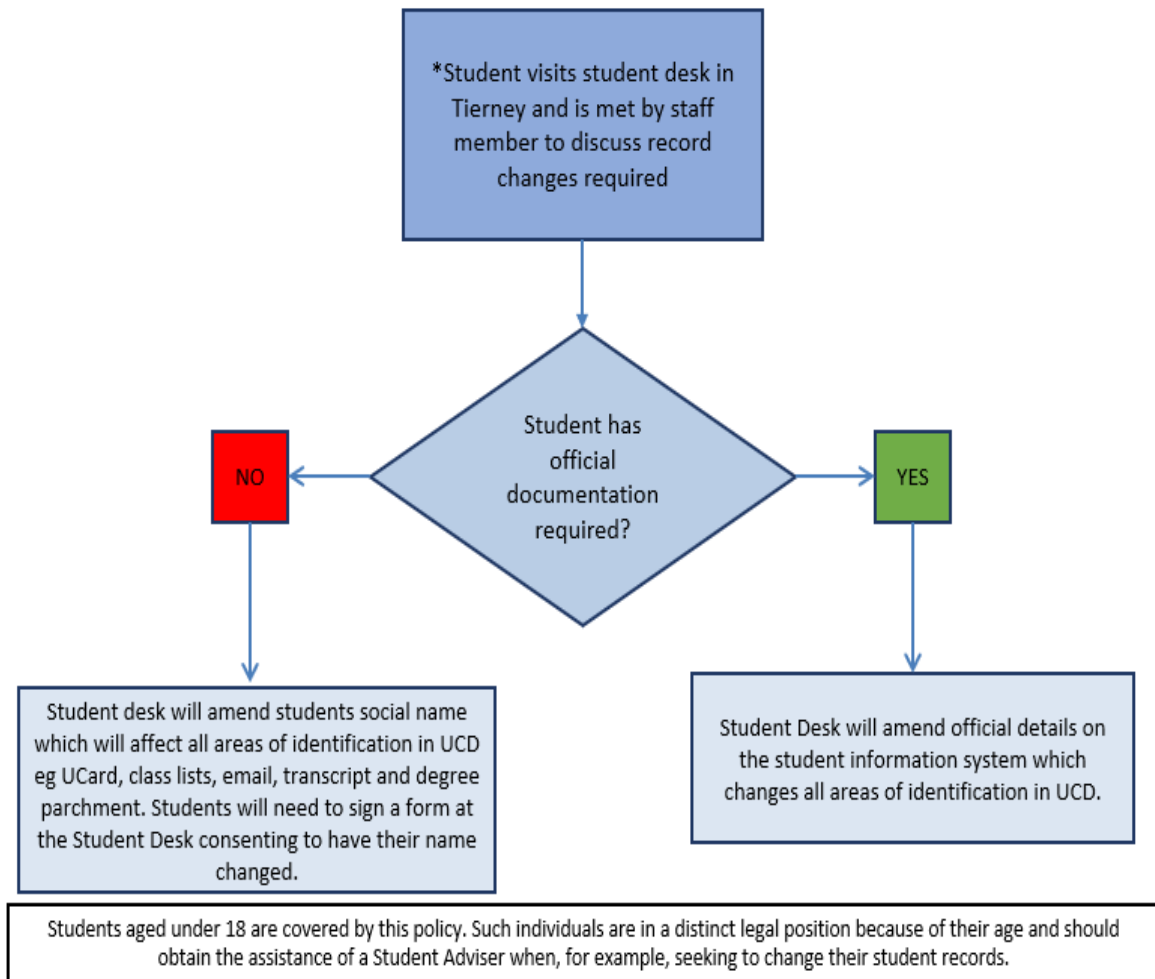 *Student visits student desk in
Tierney and is met by staff
member to discuss record
changes required
Student has
official
documentation
required?
NO
YES
Student desk will amend students social name
which will affect all areas of identification in UCD
eg UCard, class lists, email, transcript and degree
parchment. Students will need to sign a form at
the Student Desk consenting to have their name
changed.
Student Desk will amend official details on
the student information system which
changes all areas of identification in UCD.
Students aged under 18 are covered by this policy. Such individuals are in a distinct legal position because of their age and should
obtain the assistance of a Student Adviser when, for example, seeking to change their student records.